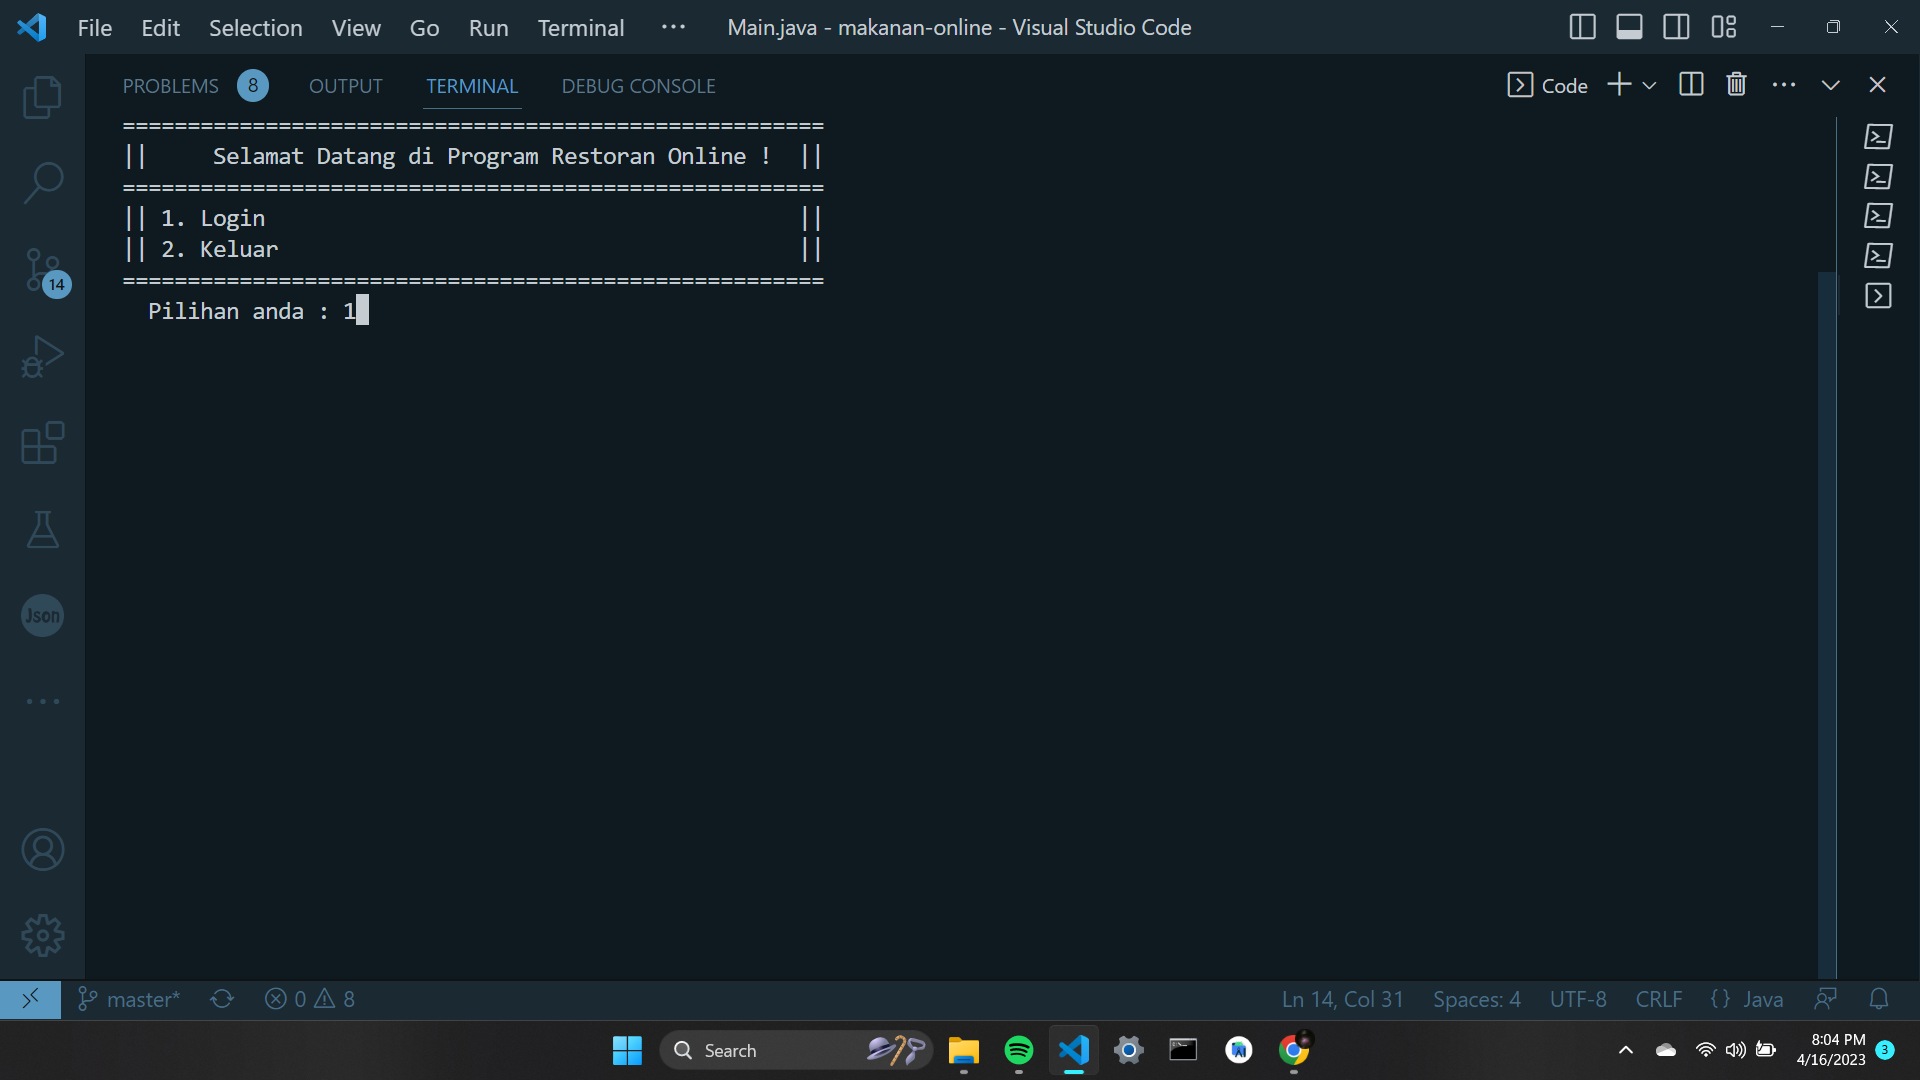 File Edit Selection View Go Run Terminal ··· Main.java - makanan-online - Visual Studio Code
PROBLEMS 8 OUTPUT TERMINAL DEBUG CONSOLE Code
======================================================
||     Selamat Datang di Program Restoran Online !  ||
======================================================
|| 1. Login                                         ||
|| 2. Keluar                                        ||
======================================================
Pilihan anda : 1
14
Json
master* 0 8 Ln 14, Col 31 Spaces: 4 UTF-8 CRLF {} Java
Search
8:04 PM
4/16/2023 3